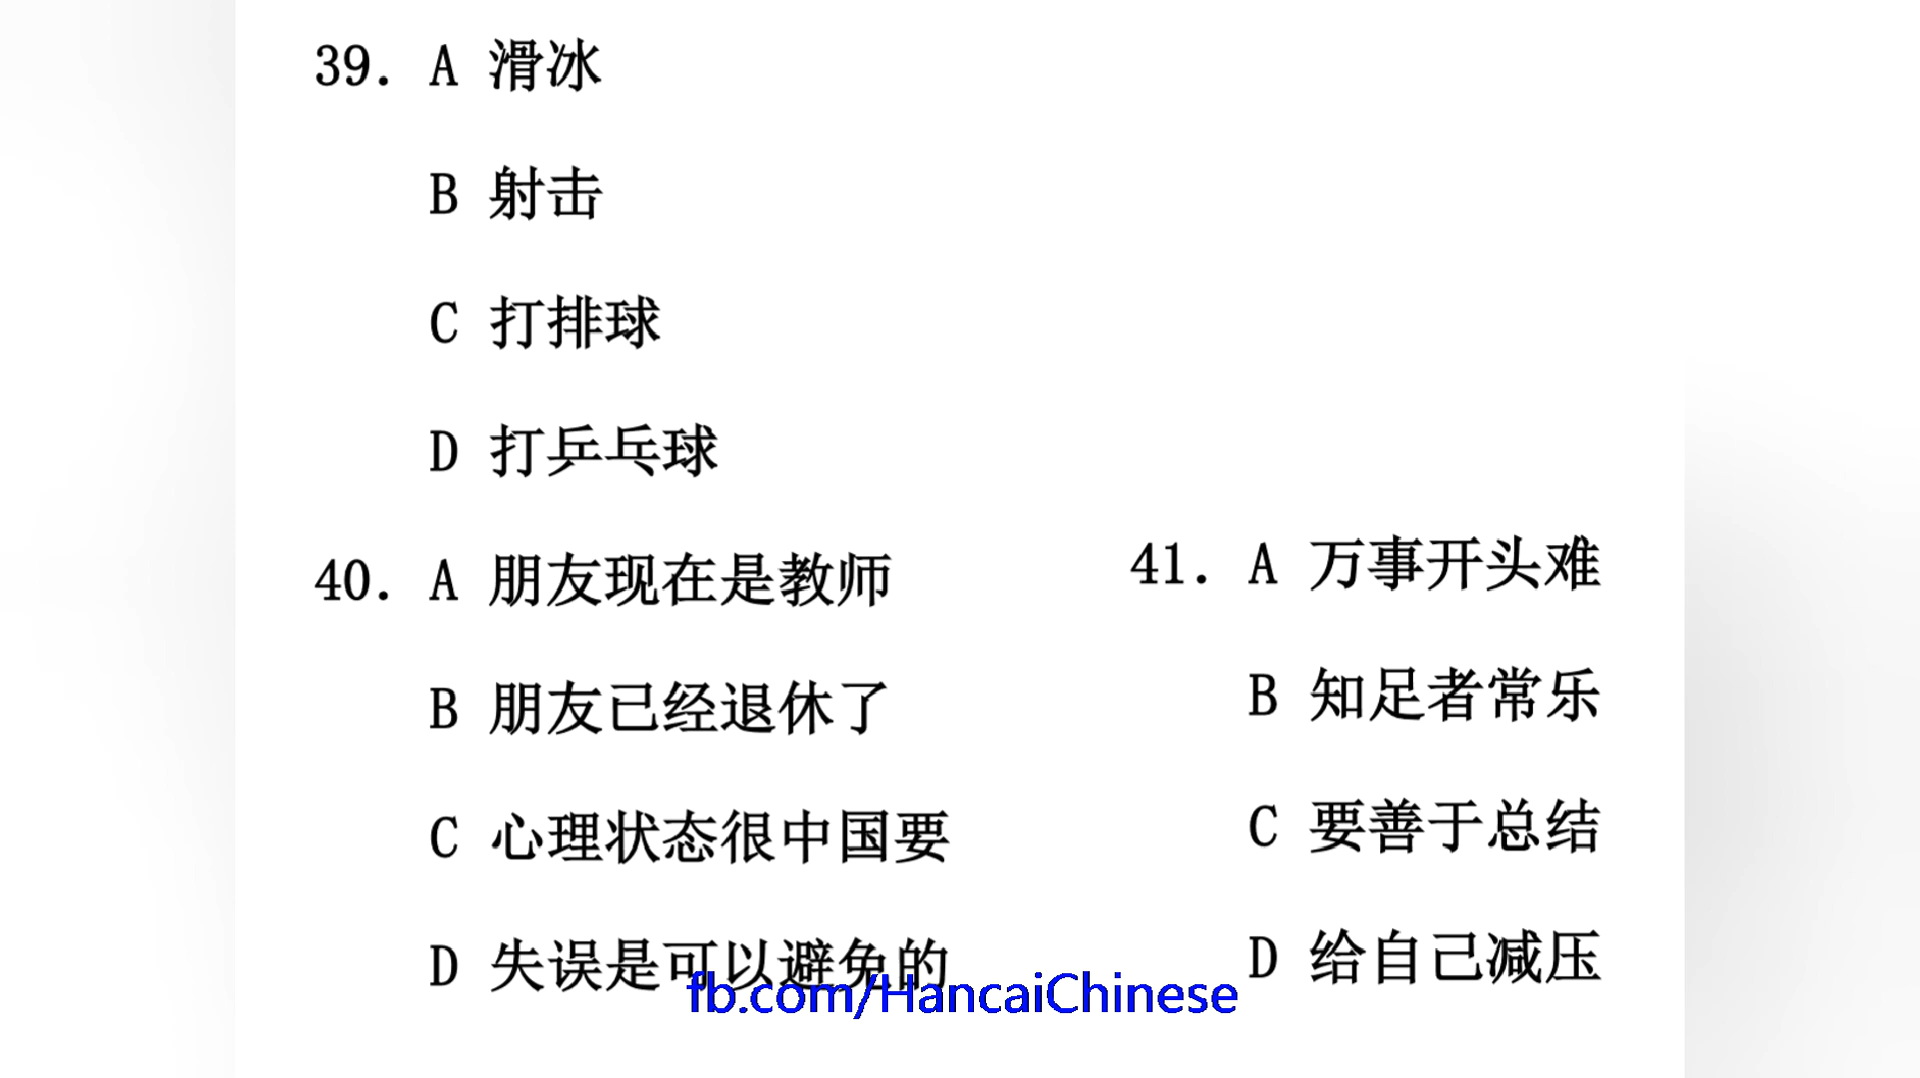 39. A 滑冰
B 射击
C 打排球
D 打乒乓球
40. A 朋友现在是教师
B 朋友已经退休了
C 心理状态很中国要
D 失误是可以避免的
41. A 万事开头难
B 知足者常乐
C 要善于总结
D 给自己减压
fb.com/HancaiChinese